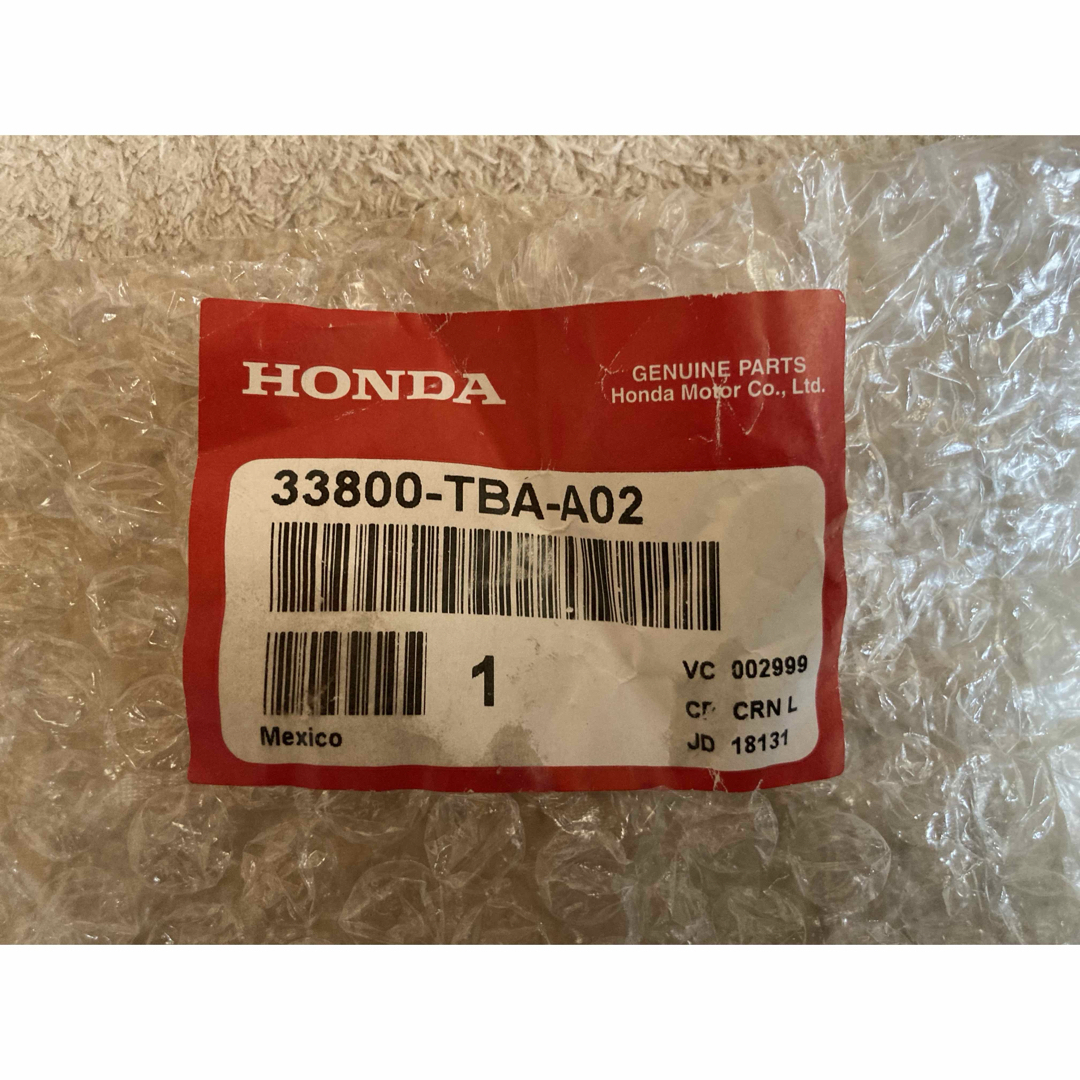 HONDA
GENUINE PARTS
Honda Motor Co., Ltd.
33800-TBA-A02
1
VC 002999
CRN L
Mexico
JD 18131